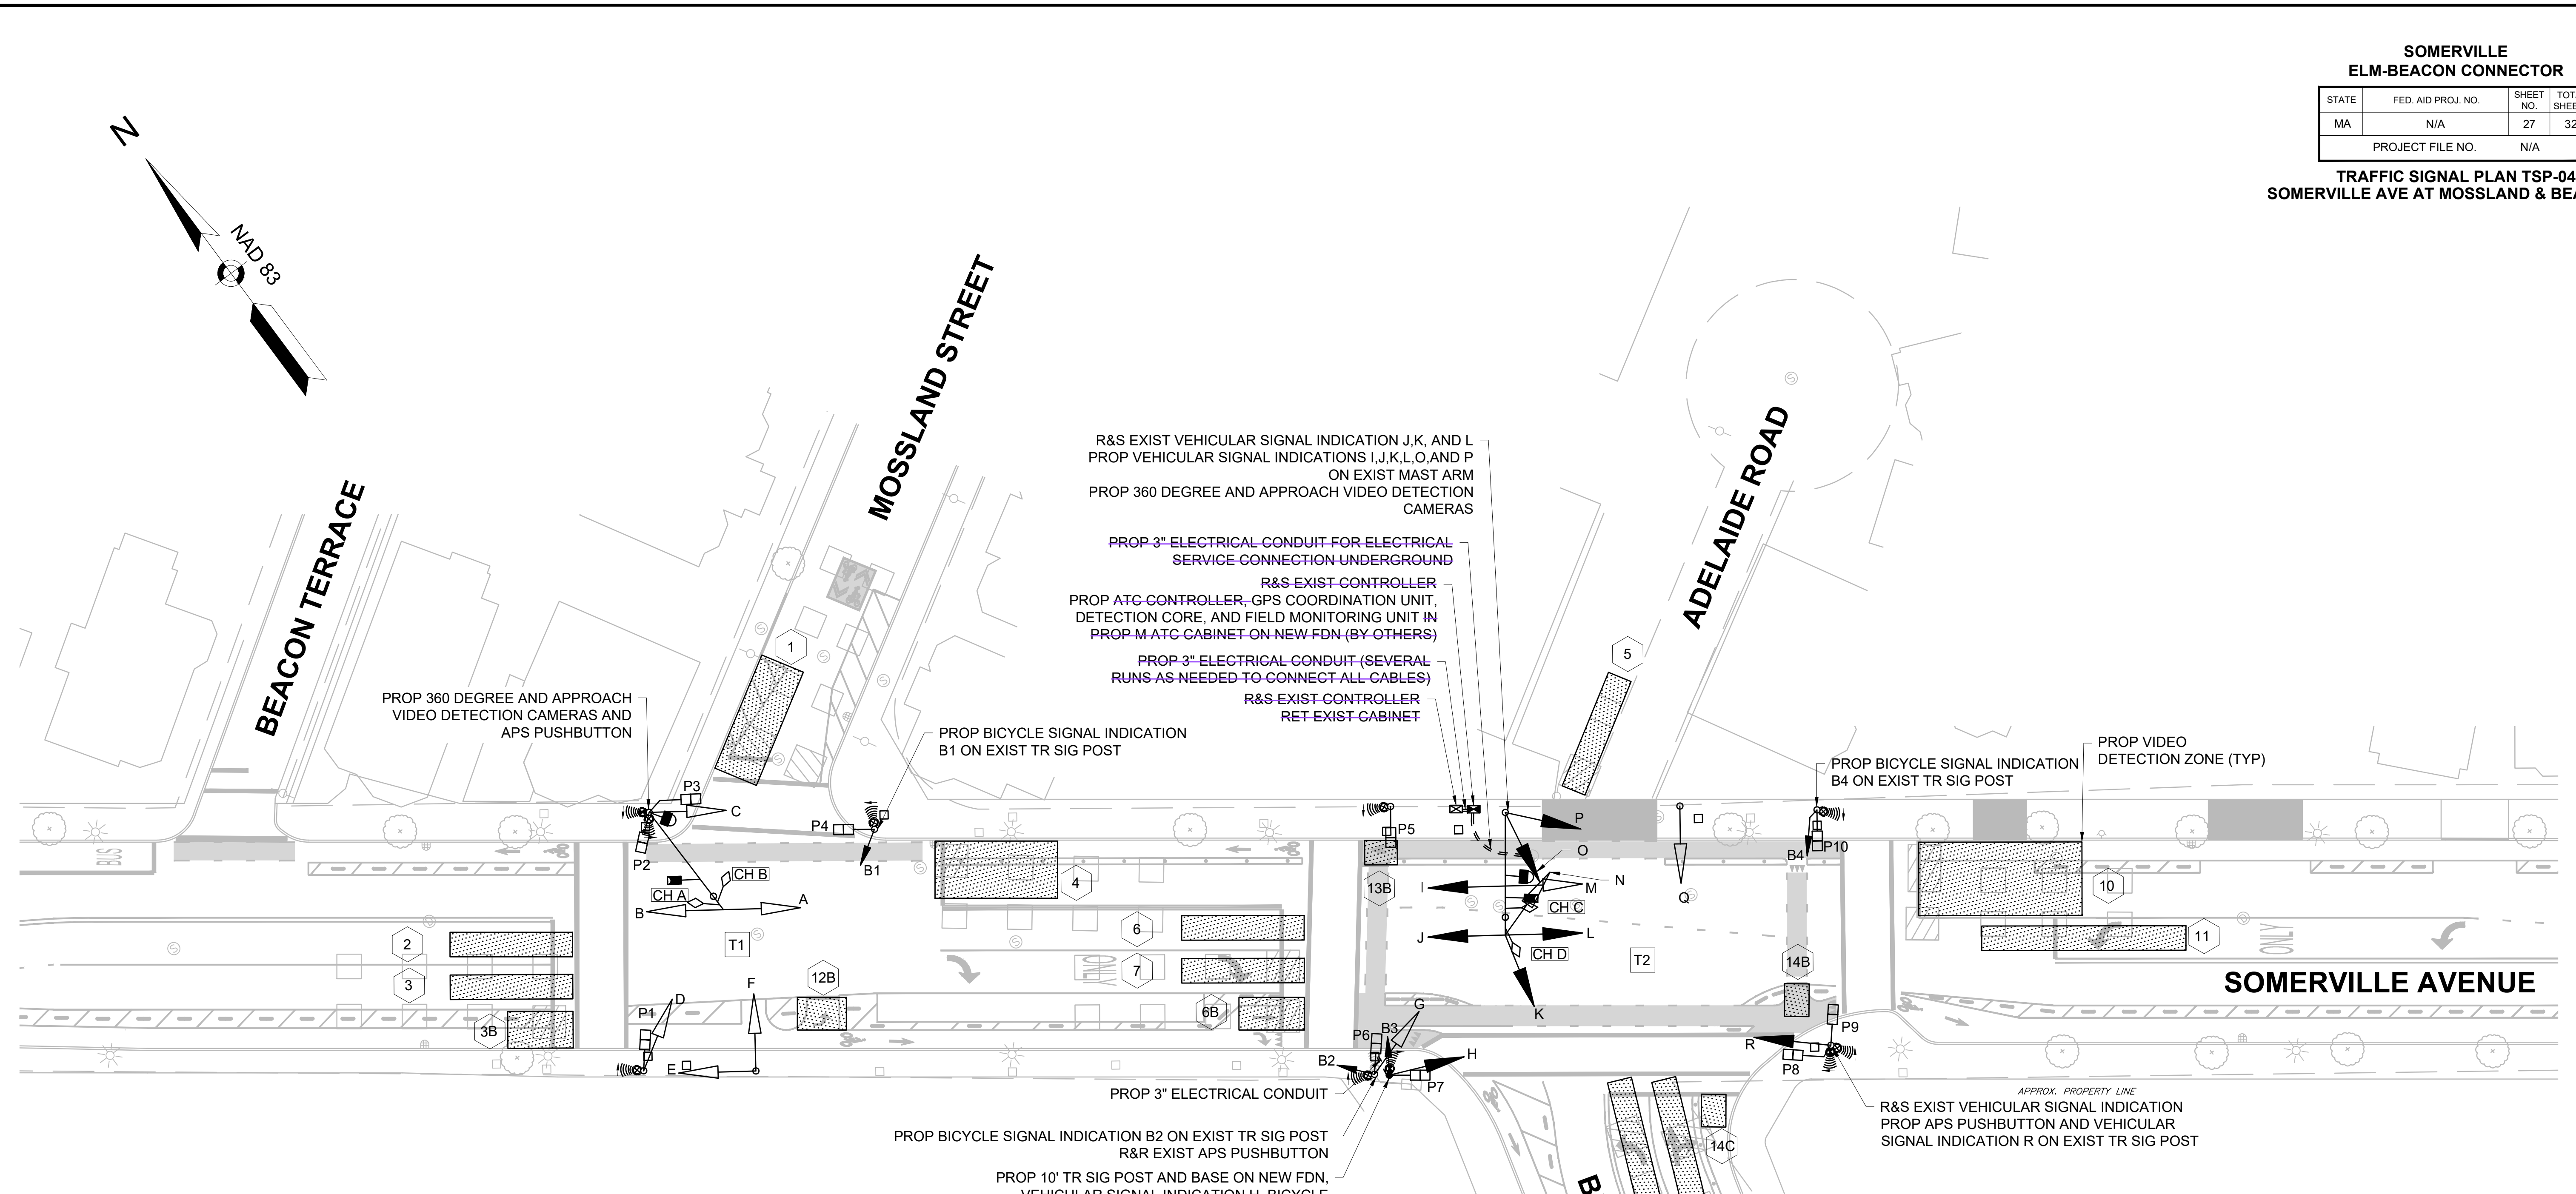 SOMERVILLE
ELM-BEACON CONNECTOR
STATE
FED. AID PROJ. NO.
SHEET
NO.
MA
N/A
27
32
PROJECT FILE NO.
N/A
TRAFFIC SIGNAL PLAN TSP-04
SOMERVILLE AVE AT MOSSLAND &
N
NAD 83
BEACON TERRACE
MOSSLAND STREET
ADELAIDE ROAD
SOMERVILLE AVENUE
R&S EXIST VEHICULAR SIGNAL INDICATION J,K, AND L
PROP VEHICULAR SIGNAL INDICATIONS I,J,K,L,O,AND P
ON EXIST MAST ARM
PROP 360 DEGREE AND APPROACH VIDEO DETECTION
CAMERAS
PROP 3" ELECTRICAL CONDUIT FOR ELECTRICAL
SERVICE CONNECTION UNDERGROUND
R&S EXIST CONTROLLER
PROP ATC CONTROLLER, GPS COORDINATION UNIT,
DETECTION CORE, AND FIELD MONITORING UNIT IN
PROP M ATC CABINET ON NEW FDN (BY OTHERS)
PROP 3" ELECTRICAL CONDUIT (SEVERAL
RUNS AS NEEDED TO CONNECT ALL CABLES)
R&S EXIST CONTROLLER
RET EXIST CABINET
PROP 360 DEGREE AND APPROACH
VIDEO DETECTION CAMERAS AND
APS PUSHBUTTON
PROP BICYCLE SIGNAL INDICATION
B1 ON EXIST TR SIG POST
PROP BICYCLE SIGNAL INDICATION
B4 ON EXIST TR SIG POST
PROP VIDEO
DETECTION ZONE (TYP)
1
5
P3
C
P2
P4
B1
CH B
CH A
B
A
T1
BUS
4
P5
13B
P
O
I
M
N
CH C
J
L
CH D
K
T2
Q
B4
P10
14B
10
11
ONLY
2
3
3B
12B
6
7
6B
ONLY
P1
D
F
E
P6
B3
G
B2
H
P7
R
P8
P9
14C
PROP 3" ELECTRICAL CONDUIT
PROP BICYCLE SIGNAL INDICATION B2 ON EXIST TR SIG POST
R&R EXIST APS PUSHBUTTON
PROP 10' TR SIG POST AND BASE ON NEW FDN,
VEHICULAR SIGNAL INDICATION H, BICYCLE
APPROX. PROPERTY LINE
R&S EXIST VEHICULAR SIGNAL INDICATION
PROP APS PUSHBUTTON AND VEHICULAR
SIGNAL INDICATION R ON EXIST TR SIG POST